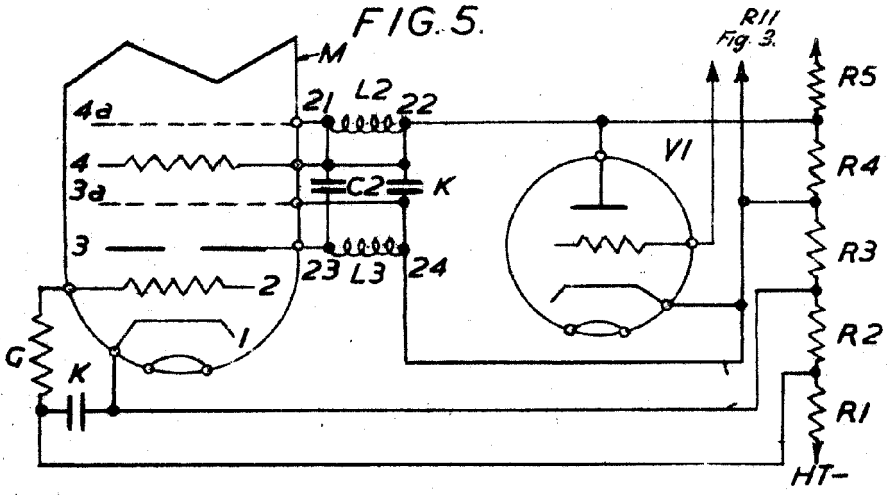 FIG. 5.
R11
Fig. 3.
M
R5
4a
21
L2
22
4
V1
R4
3a
C2
K
3
23
L3
24
R3
2
1
G
K
R2
R1
HT-